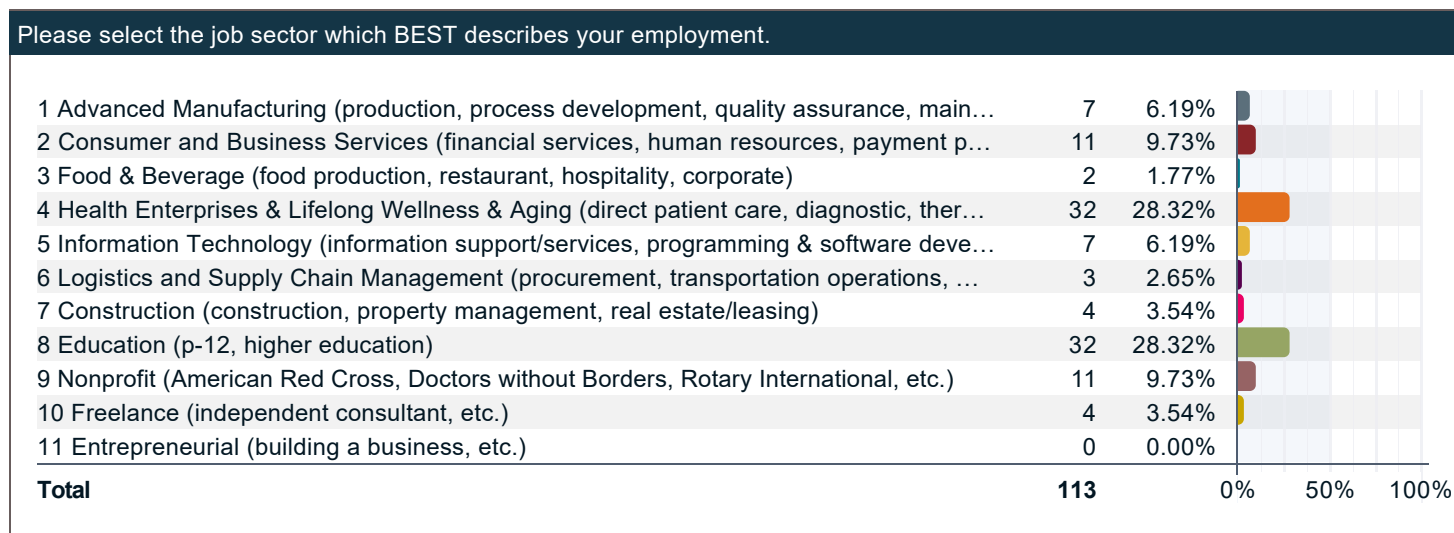 Please select the job sector which BEST describes your employment.
1 Advanced Manufacturing (production, process development, quality assurance, main… 7 6.19%
2 Consumer and Business Services (financial services, human resources, payment p… 11 9.73%
3 Food & Beverage (food production, restaurant, hospitality, corporate) 2 1.77%
4 Health Enterprises & Lifelong Wellness & Aging (direct patient care, diagnostic, ther… 32 28.32%
5 Information Technology (information support/services, programming & software deve… 7 6.19%
6 Logistics and Supply Chain Management (procurement, transportation operations, … 3 2.65%
7 Construction (construction, property management, real estate/leasing) 4 3.54%
8 Education (p-12, higher education) 32 28.32%
9 Nonprofit (American Red Cross, Doctors without Borders, Rotary International, etc.) 11 9.73%
10 Freelance (independent consultant, etc.) 4 3.54%
11 Entrepreneurial (building a business, etc.) 0 0.00%
Total 113 0% 50% 100%